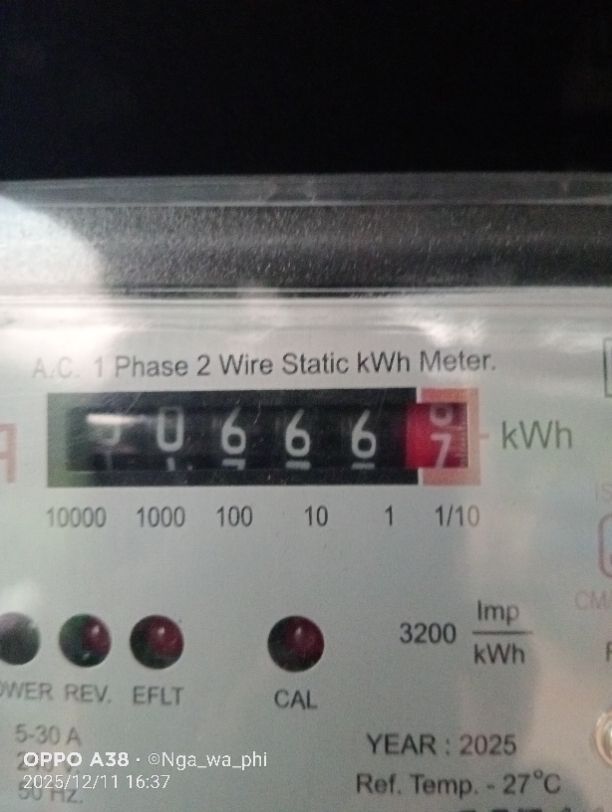 A.C. 1 Phase 2 Wire Static kWh Meter.
0 6 6 6 7 kWh
10000 1000 100 10 1 1/10
3200 Imp
kWh
REV. EFLT CAL
5-30 A
YEAR : 2025
OPPO A38 · ©Nga_wa_phi
2025/12/11 16:37
Ref. Temp. - 27°C